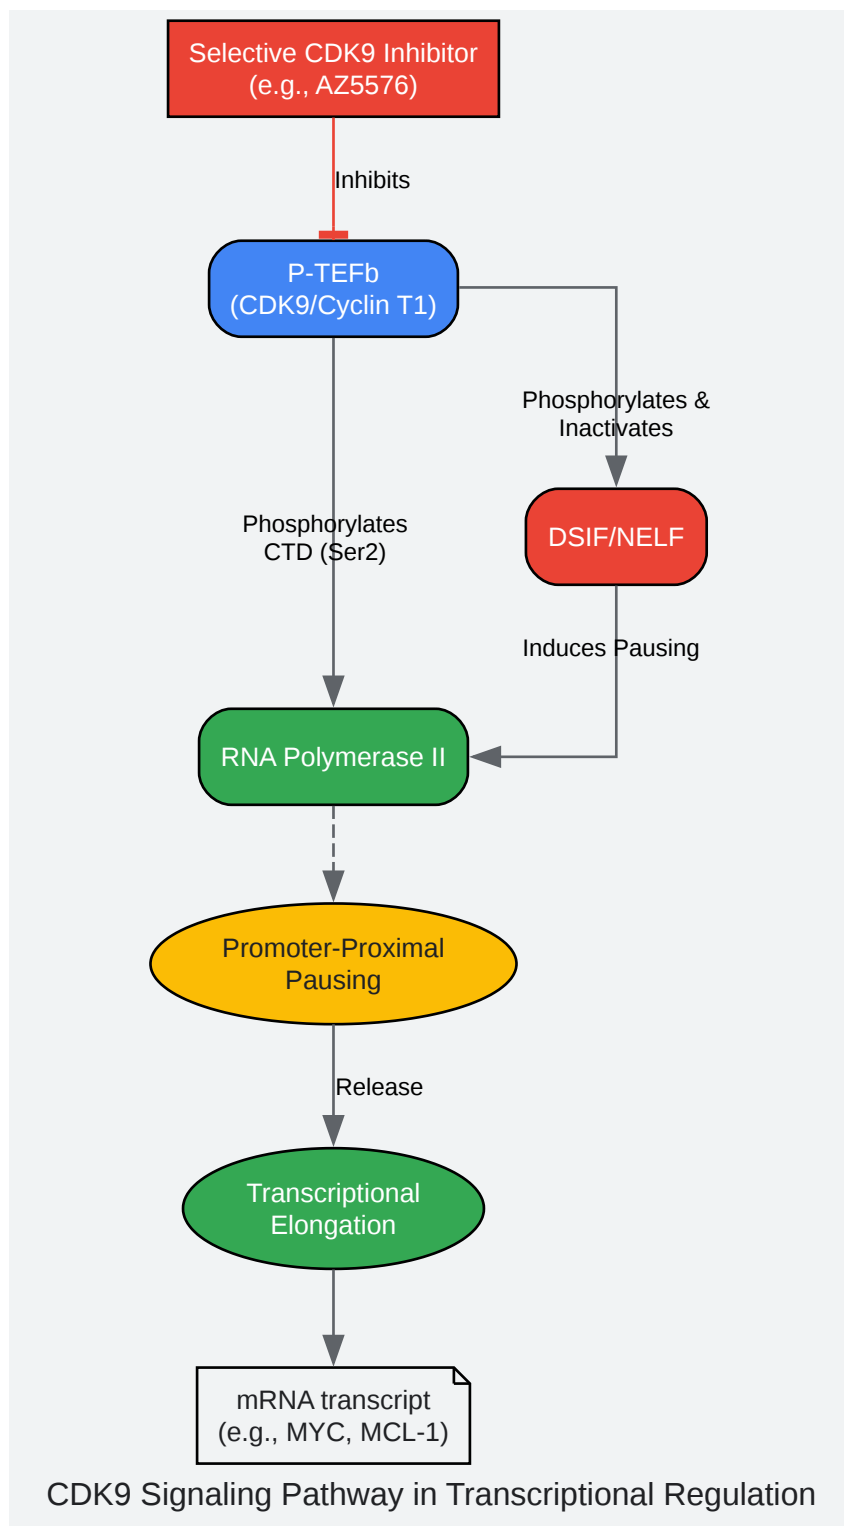 Selective CDK9 Inhibitor
(e.g., AZ5576)
Inhibits
P-TEFb
(CDK9/Cyclin T1)
Phosphorylates &
Inactivates
Phosphorylates
CTD (Ser2)
DSIF/NELF
Induces Pausing
RNA Polymerase II
Promoter-Proximal
Pausing
Release
Transcriptional
Elongation
mRNA transcript
(e.g., MYC, MCL-1)
CDK9 Signaling Pathway in Transcriptional Regulation